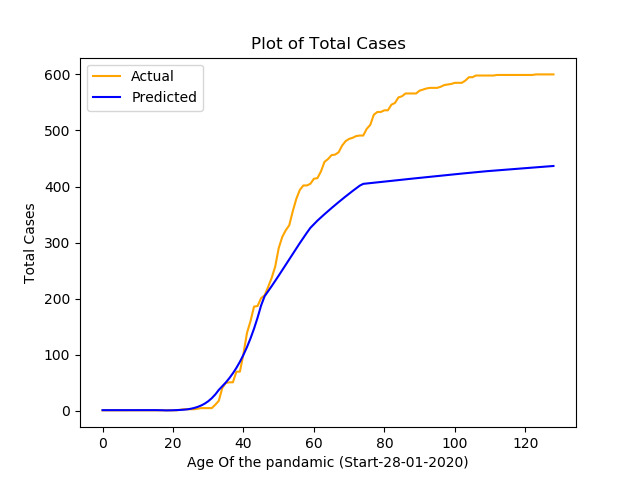 Plot of Total Cases
Actual
Predicted
600
500
400
300
200
100
0
Total Cases
0 20 40 60 80 100 120
Age Of the pandamic (Start-28-01-2020)